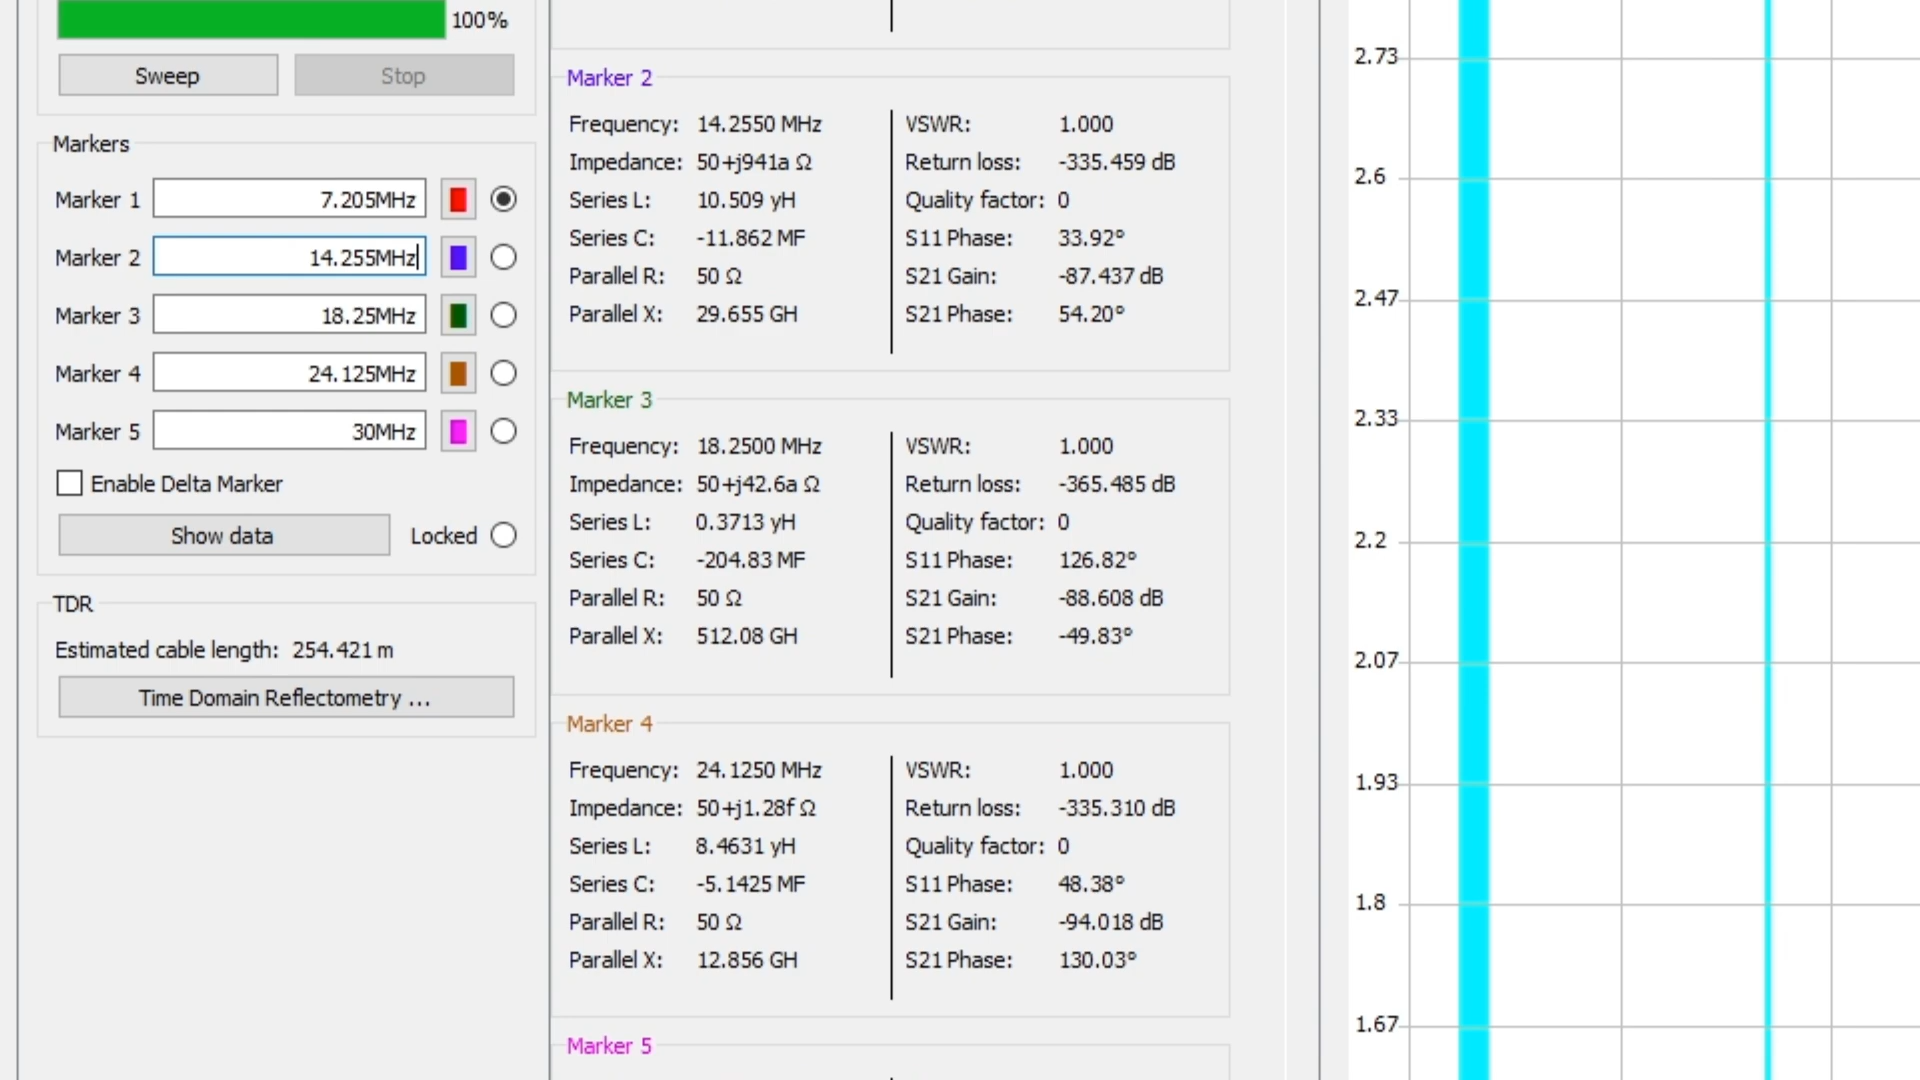 100%
Sweep
Stop
Markers
Marker 1 7.205MHz
Marker 2 14.255MHz
Marker 3 18.25MHz
Marker 4 24.125MHz
Marker 5 30MHz
Enable Delta Marker
Show data
Locked
TDR
Estimated cable length: 254.421 m
Time Domain Reflectometry ...
Marker 2
Frequency: 14.2550 MHz
Impedance: 50+j941a Ω
Series L: 10.509 yH
Series C: -11.862 MF
Parallel R: 50 Ω
Parallel X: 29.655 GH
VSWR: 1.000
Return loss: -335.459 dB
Quality factor: 0
S11 Phase: 33.92°
S21 Gain: -87.437 dB
S21 Phase: 54.20°
Marker 3
Frequency: 18.2500 MHz
Impedance: 50+j42.6a Ω
Series L: 0.3713 yH
Series C: -204.83 MF
Parallel R: 50 Ω
Parallel X: 512.08 GH
VSWR: 1.000
Return loss: -365.485 dB
Quality factor: 0
S11 Phase: 126.82°
S21 Gain: -88.608 dB
S21 Phase: -49.83°
Marker 4
Frequency: 24.1250 MHz
Impedance: 50+j1.28f Ω
Series L: 8.4631 yH
Series C: -5.1425 MF
Parallel R: 50 Ω
Parallel X: 12.856 GH
VSWR: 1.000
Return loss: -335.310 dB
Quality factor: 0
S11 Phase: 48.38°
S21 Gain: -94.018 dB
S21 Phase: 130.03°
Marker 5
2.73
2.6
2.47
2.33
2.2
2.07
1.93
1.8
1.67